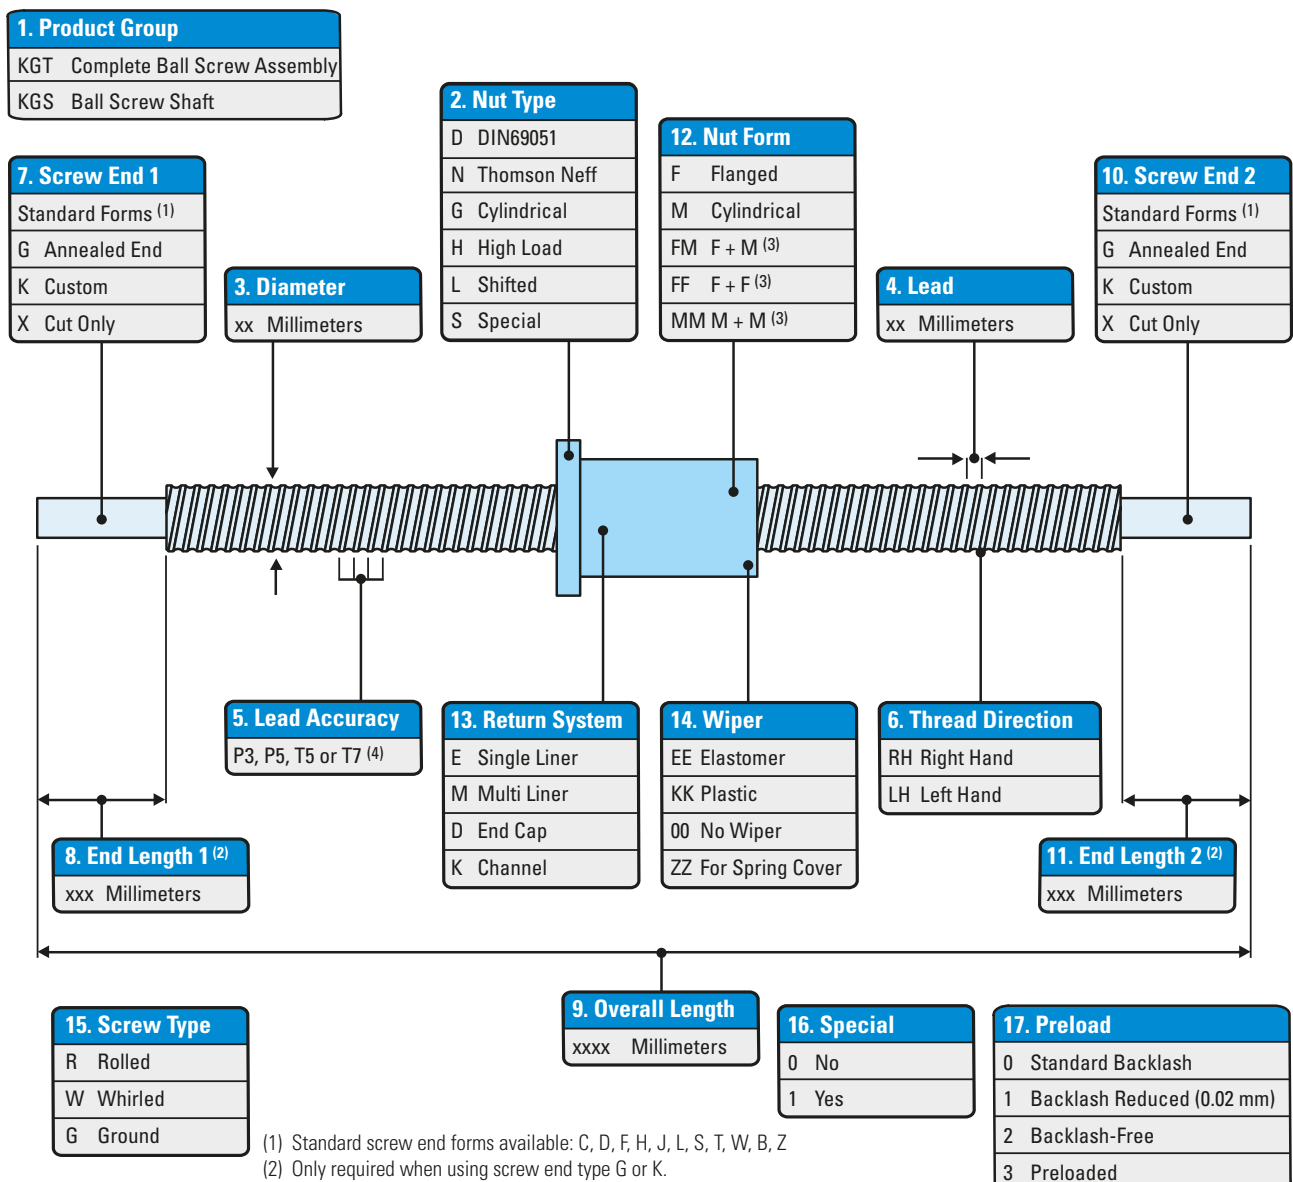 1. Product Group
KGT Complete Ball Screw Assembly
KGS Ball Screw Shaft
2. Nut Type
D DIN69051
N Thomson Neff
G Cylindrical
H High Load
L Shifted
S Special
12. Nut Form
F Flanged
M Cylindrical
FM F + M (3)
FF F + F (3)
MM M + M (3)
7. Screw End 1
Standard Forms (1)
G Annealed End
K Custom
X Cut Only
3. Diameter
xx Millimeters
4. Lead
xx Millimeters
10. Screw End 2
Standard Forms (1)
G Annealed End
K Custom
X Cut Only
5. Lead Accuracy
P3, P5, T5 or T7 (4)
13. Return System
E Single Liner
M Multi Liner
D End Cap
K Channel
14. Wiper
EE Elastomer
KK Plastic
00 No Wiper
ZZ For Spring Cover
6. Thread Direction
RH Right Hand
LH Left Hand
8. End Length 1 (2)
xxx Millimeters
11. End Length 2 (2)
xxx Millimeters
9. Overall Length
xxxx Millimeters
15. Screw Type
R Rolled
W Whirled
G Ground
16. Special
0 No
1 Yes
17. Preload
0 Standard Backlash
1 Backlash Reduced (0.02 mm)
2 Backlash-Free
3 Preloaded
(1) Standard screw end forms available: C, D, F, H, J, L, S, T, W, B, Z
(2) Only required when using screw end type G or K.